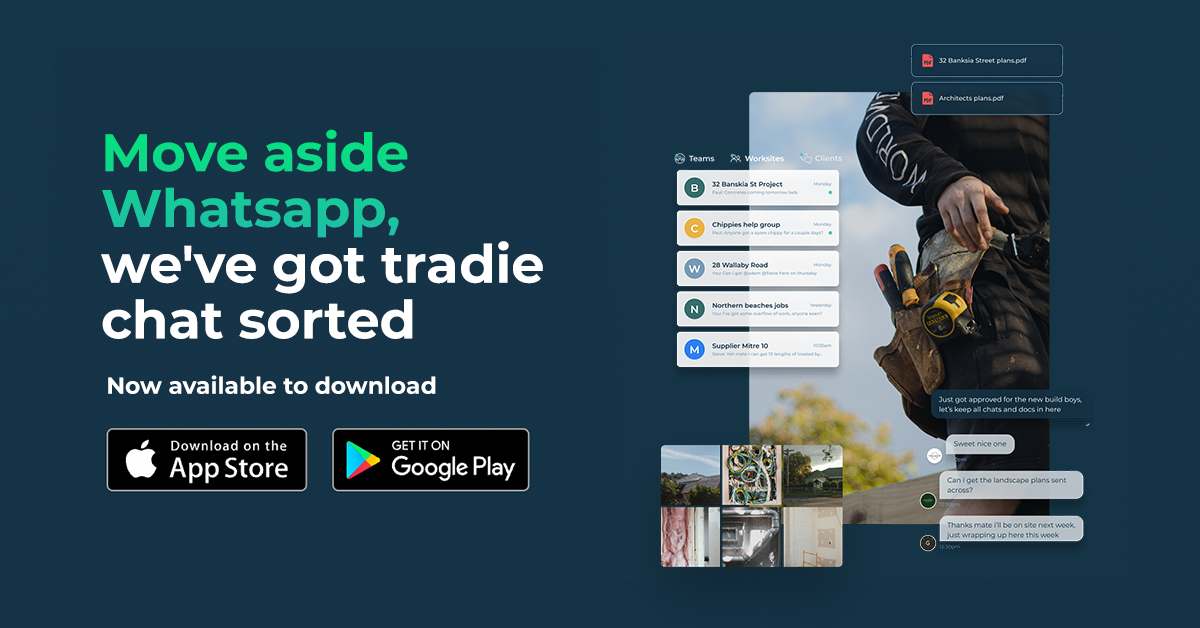 Move aside
Whatsapp,
we've got tradie
chat sorted
Now available to download
Download on the
App Store
GET IT ON
Google Play
PDF
32 Banksia Street plans.pdf
PDF
Architects plans.pdf
Teams
Worksites
Clients
B
32 Banskia St Project
Monday
Paul: Concretes coming tomorrow lads
C
Chippies help group
Monday
Paul: Anyone got a spare chippy for a couple days?
W
28 Wallaby Road
Monday
You: Can i get @adam @Steve here on thursday
N
Northern beaches jobs
Yesterday
You: I've got some overflow of work, anyone keen?
M
Supplier Mitre 10
10:05am
Steve: Yeah mate i can get 10 lengths of treated by...
Just got approved for the new build boys,
let's keep all chats and docs in here
Sweet nice one
Can i get the landscape plans sent
across?
12:30pm
Thanks mate i'll be on site next week,
just wrapping up here this week
G
12:30pm